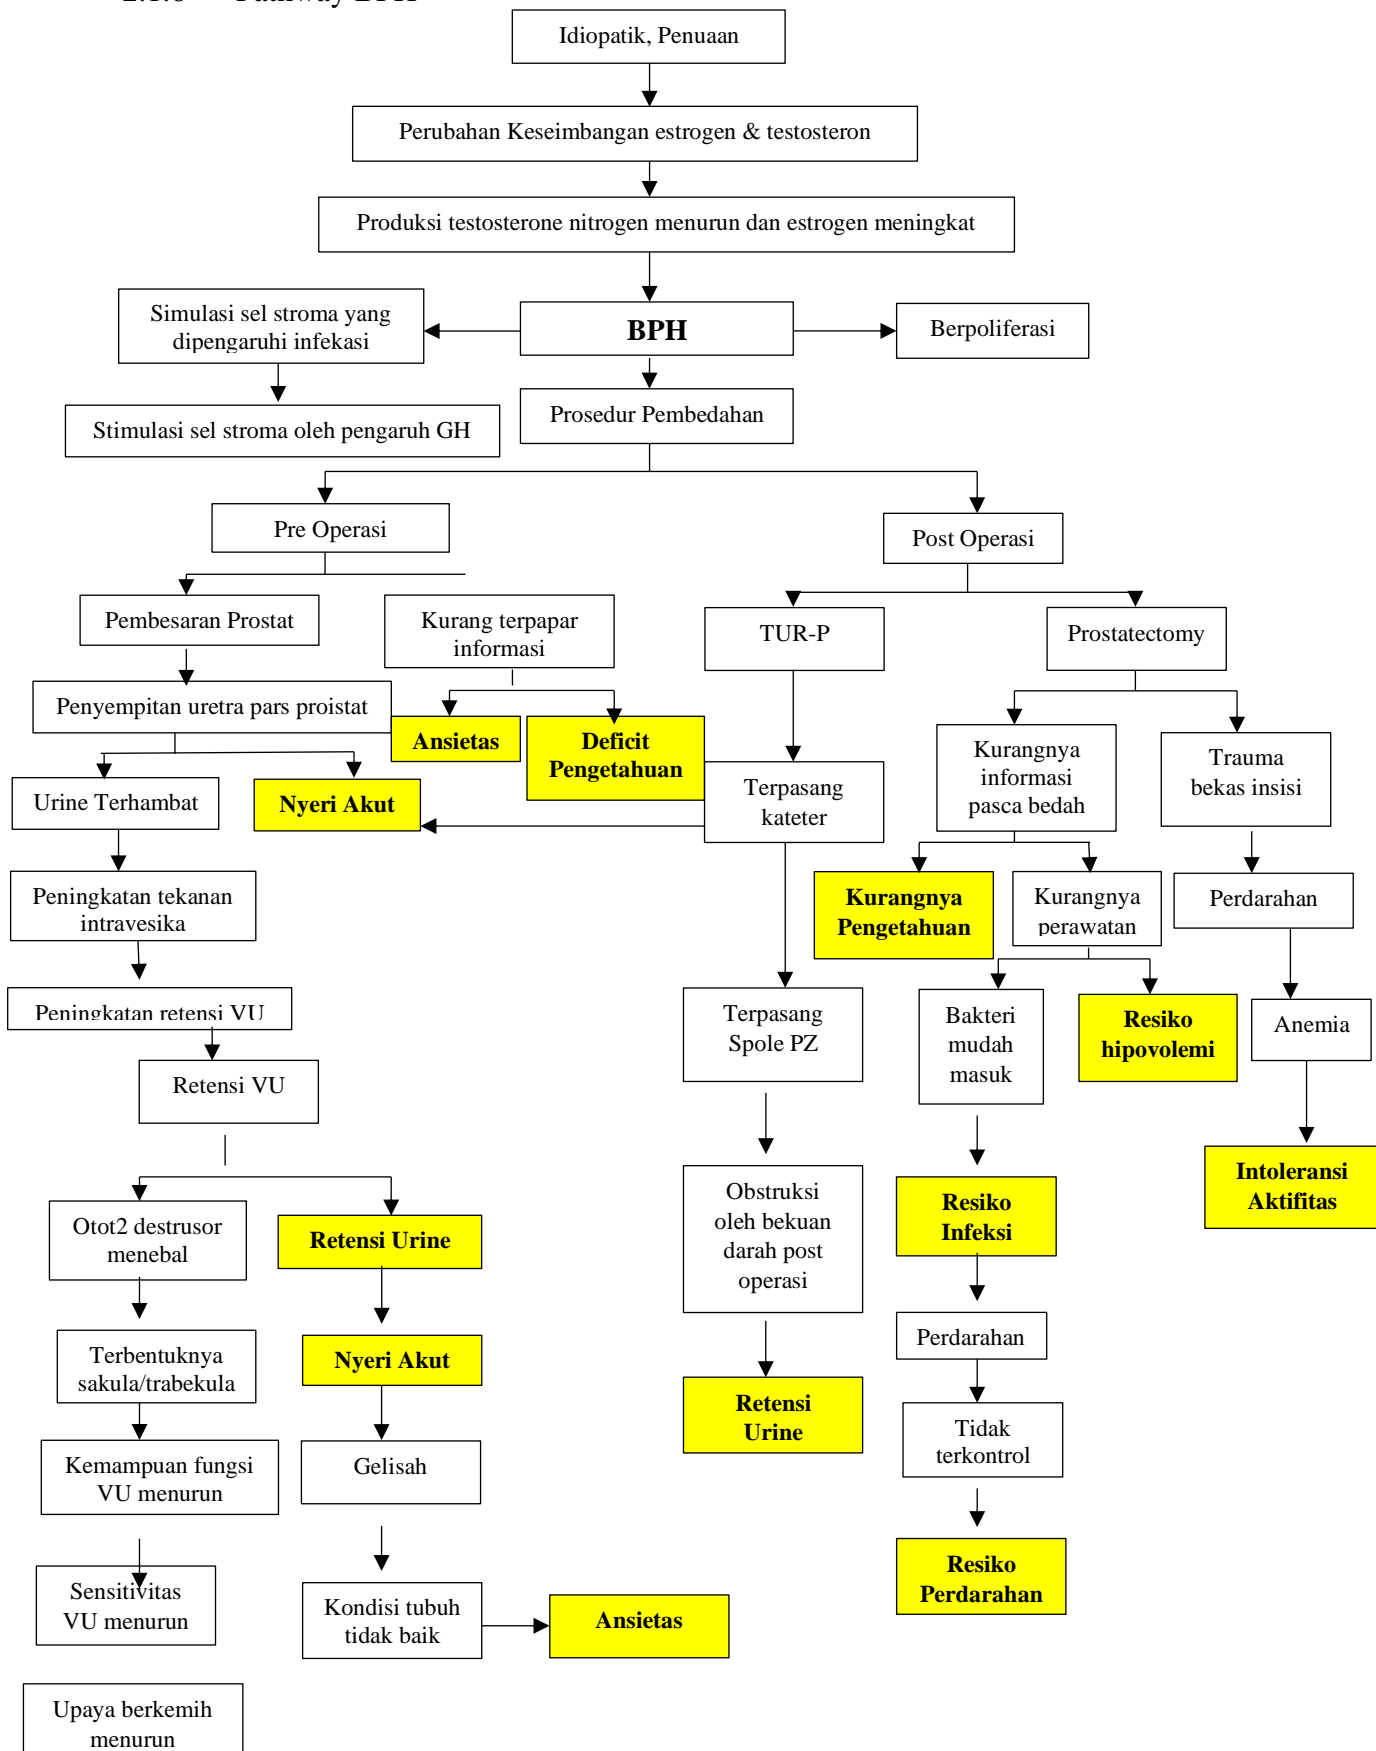 2.1.8 Pathway BPH
Idiopatik, Penuaan
Perubahan Keseimbangan estrogen & testosteron
Produksi testosterone nitrogen menurun dan estrogen meningkat
Simulasi sel stroma yang
dipengaruhi infekasi
BPH
Berpoliferasi
Stimulasi sel stroma oleh pengaruh GH
Prosedur Pembedahan
Pre Operasi
Post Operasi
Pembesaran Prostat
Kurang terpapar
informasi
TUR-P
Prostatectomy
Penyempitan uretra pars proistat
Ansietas
Deficit
Pengetahuan
Kurangnya
informasi
pasca bedah
Trauma
bekas insisi
Urine Terhambat
Nyeri Akut
Terpasang
kateter
Peningkatan tekanan
intravesika
Kurangnya
Pengetahuan
Kurangnya
perawatan
Perdarahan
Peningkatan retensi VU
Terpasang
Spole PZ
Bakteri
mudah
masuk
Resiko
hipovolemi
Anemia
Retensi VU
Intoleransi
Aktifitas
Otot2 destrusor
menebal
Retensi Urine
Obstruksi
oleh bekuan
darah post
operasi
Resiko
Infeksi
Terbentuknya
sakula/trabekula
Nyeri Akut
Perdarahan
Retensi
Urine
Kemampuan fungsi
VU menurun
Gelisah
Tidak
terkontrol
Sensitivitas
VU menurun
Kondisi tubuh
tidak baik
Ansietas
Resiko
Perdarahan
Upaya berkemih
menurun